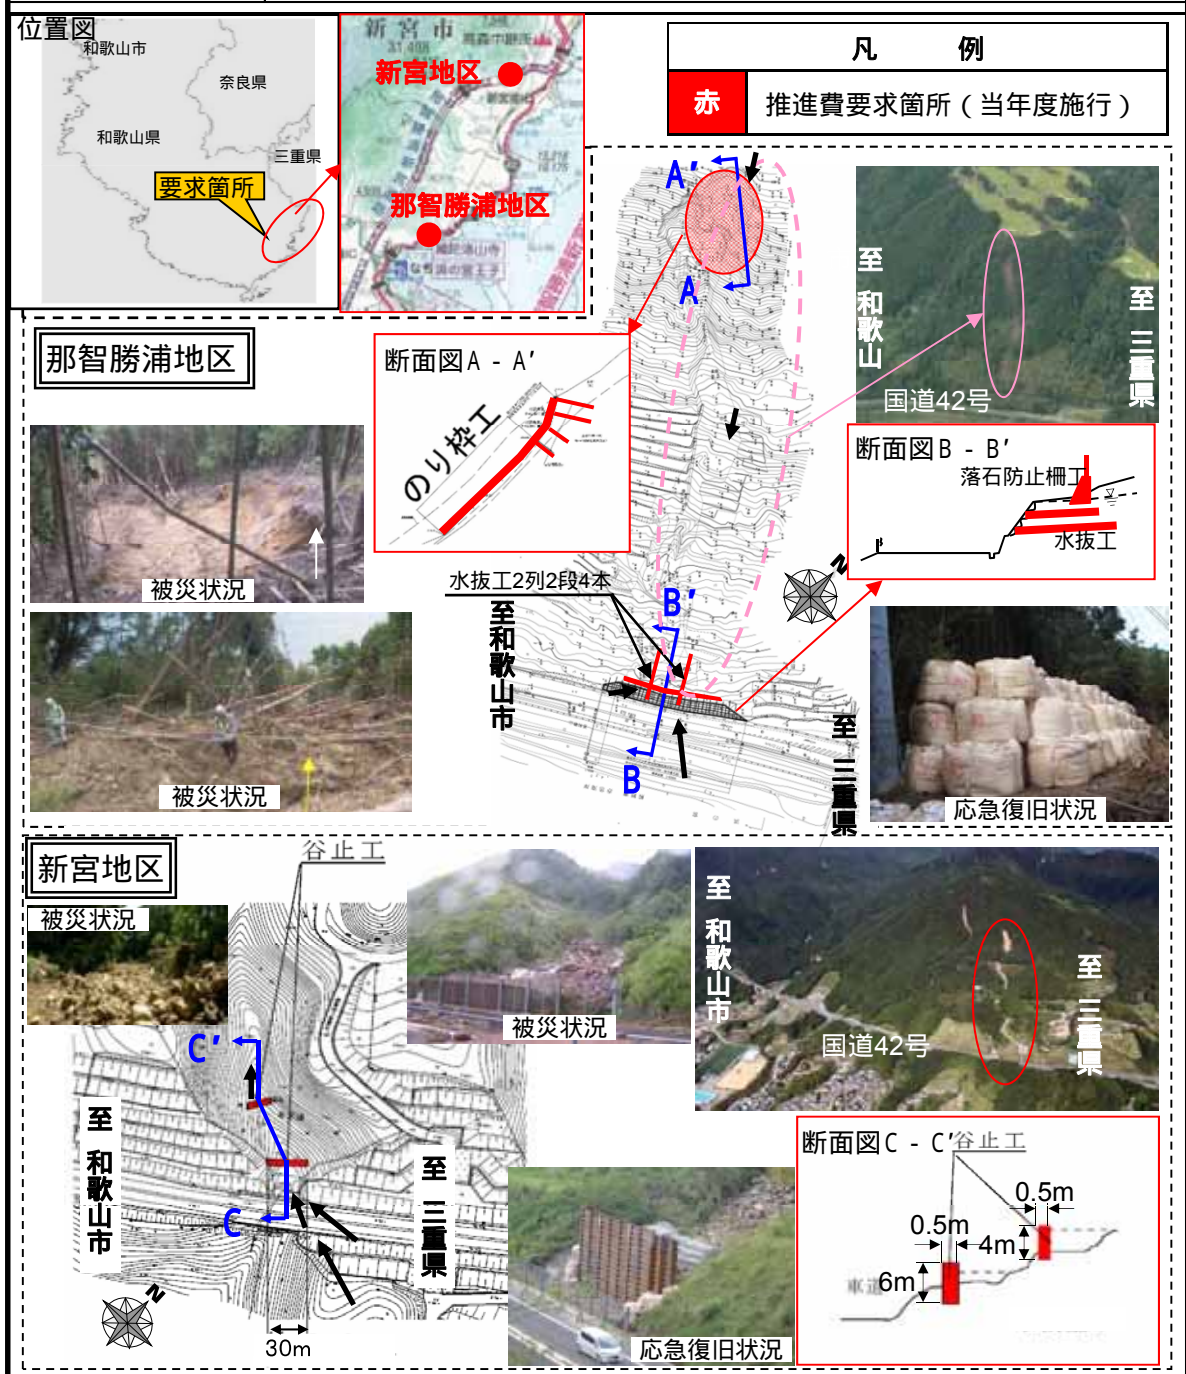 位置図
和歌山市
奈良県
和歌山県
三重県
要求箇所
新宮市
新宮地区
那智勝浦地区
凡 例
赤
推進費要求箇所(当年度施行)
那智勝浦地区
断面図A - A'
のり枠工
A'
A
至 和歌山
至 三重県
国道42号
断面図B - B'
落石防止柵工
水抜工
被災状況
被災状況
水抜工2列2段4本
至和歌山市
B'
B
N
至 三重県
応急復旧状況
新宮地区
谷止工
被災状況
被災状況
至 和歌山市
至 三重県
国道42号
C'
C
至 和歌山市
至 三重県
N
30m
応急復旧状況
断面図C - C'
谷止工
0.5m
0.5m
4m
6m
車道